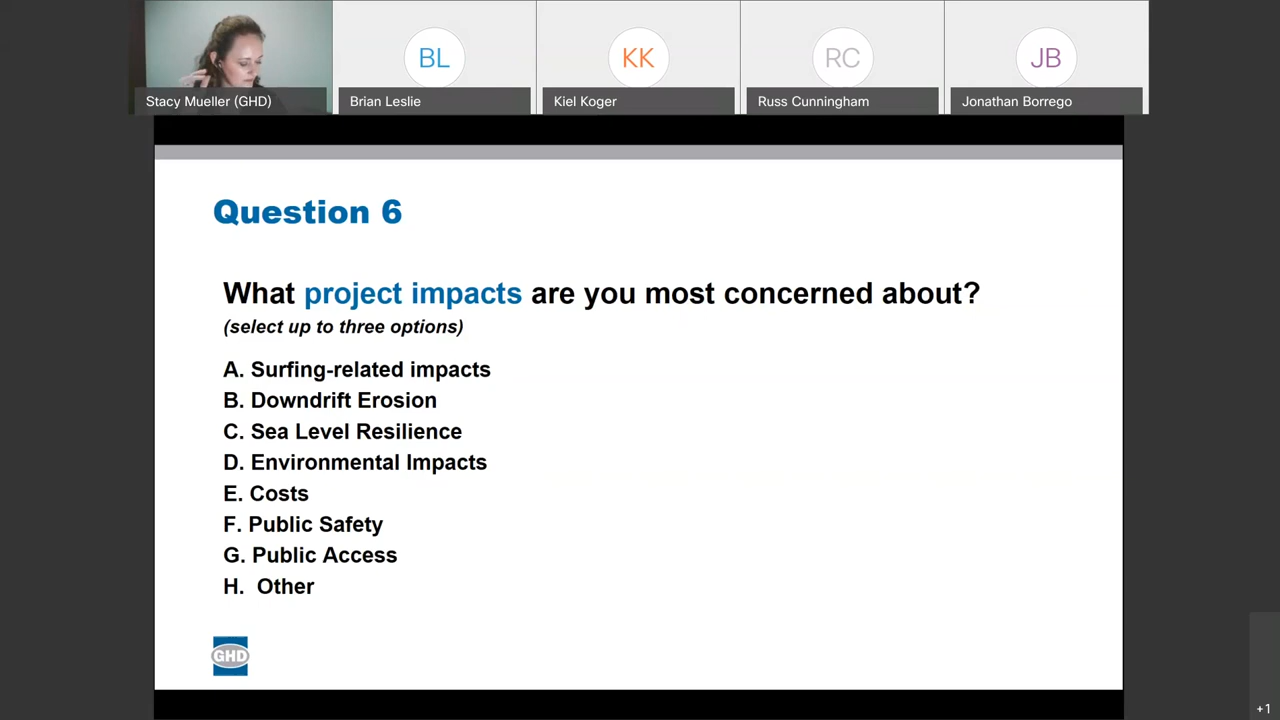 BL
KK
RC
JB
Stacy Mueller (GHD)
Brian Leslie
Kiel Koger
Russ Cunningham
Jonathan Borrego
Question 6
What project impacts are you most concerned about?
(select up to three options)
A. Surfing-related impacts
B. Downdrift Erosion
C. Sea Level Resilience
D. Environmental Impacts
E. Costs
F. Public Safety
G. Public Access
H. Other
GHD
+1